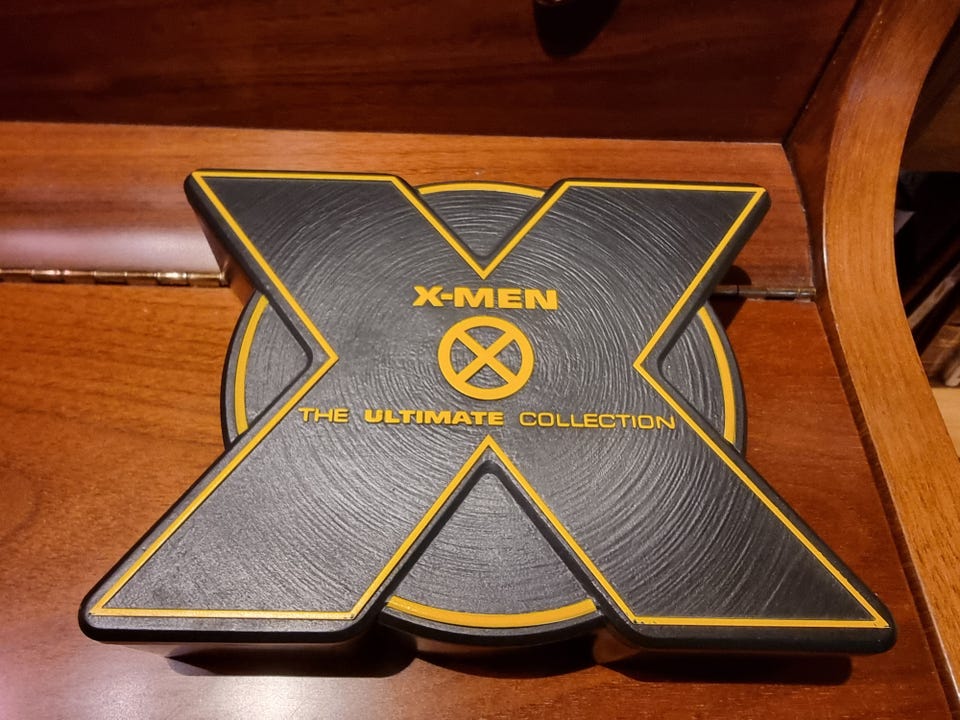 X-MEN
THE ULTIMATE COLLECTION